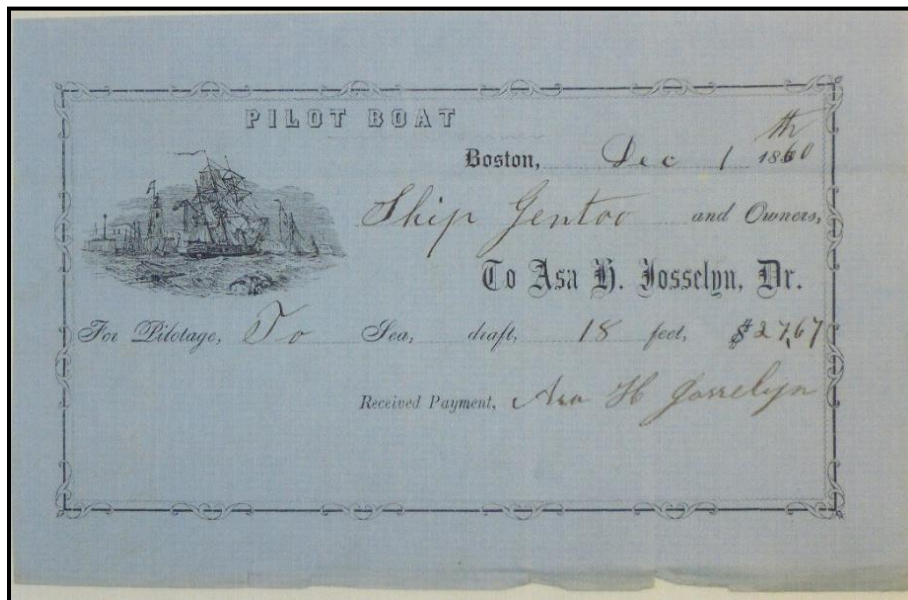 PILOT BOAT
Boston, Dec 1th 1860
Ship Gentoo and Owners,
To Asa H. Josselyn, Dr.
For Pilotage, To Sea, draft, 18 feet, $27,67
Received Payment, Asa H Josselyn